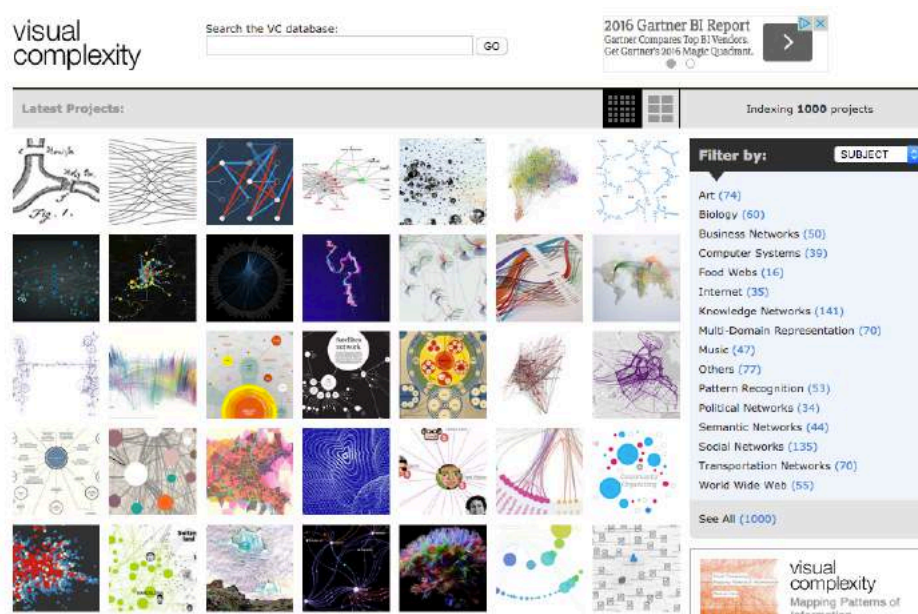 visual
complexity
Search the VC database:
GO
2016 Gartner BI Report
Gartner Compares Top BI Vendors.
Get Gartner's 2016 Magic Quadrant.
Latest Projects:
Indexing 1000 projects
Filter by:
SUBJECT
Art (74)
Biology (60)
Business Networks (50)
Computer Systems (39)
Food Webs (16)
Internet (35)
Knowledge Networks (141)
Multi-Domain Representation (70)
Music (47)
Others (77)
Pattern Recognition (53)
Political Networks (34)
Semantic Networks (44)
Social Networks (135)
Transportation Networks (70)
World Wide Web (55)
See All (1000)
Fig. 1.
network
visual
complexity
Mapping Patterns of
Information